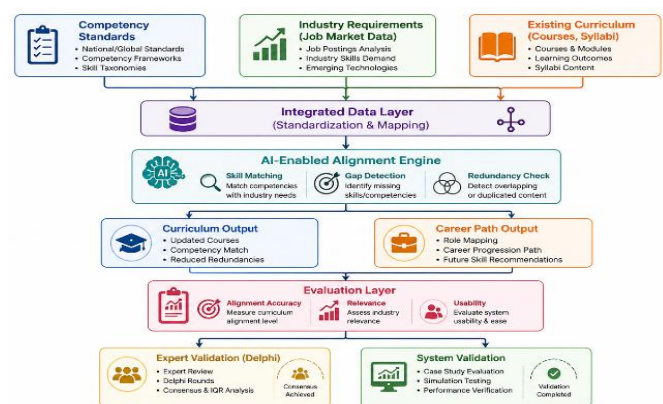 Competency
Standards
• National/Global Standards
• Competency Frameworks
• Skill Taxonomies
Industry Requirements
(Job Market Data)
• Job Postings Analysis
• Industry Skills Demand
• Emerging Technologies
Existing Curriculum
(Courses, Syllabi)
• Courses & Modules
• Learning Outcomes
• Syllabi Content
Integrated Data Layer
(Standardization & Mapping)
AI-Enabled Alignment Engine
AI
Skill Matching
Match competencies
with industry needs
Gap Detection
Identify missing
skills/competencies
Redundancy Check
Detect overlapping
or duplicated content
Curriculum Output
• Updated Courses
• Competency Match
• Reduced Redundancies
Career Path Output
• Role Mapping
• Career Progression Path
• Future Skill Recommendations
Evaluation Layer
Alignment Accuracy
Measure curriculum
alignment level
Relevance
Assess industry
relevance
Usability
Evaluate system
usability & ease
Expert Validation (Delphi)
• Expert Review
• Delphi Rounds
• Consensus & IQR Analysis
Consensus
Achieved
System Validation
• Case Study Evaluation
• Simulation Testing
• Performance Verification
Validation
Completed